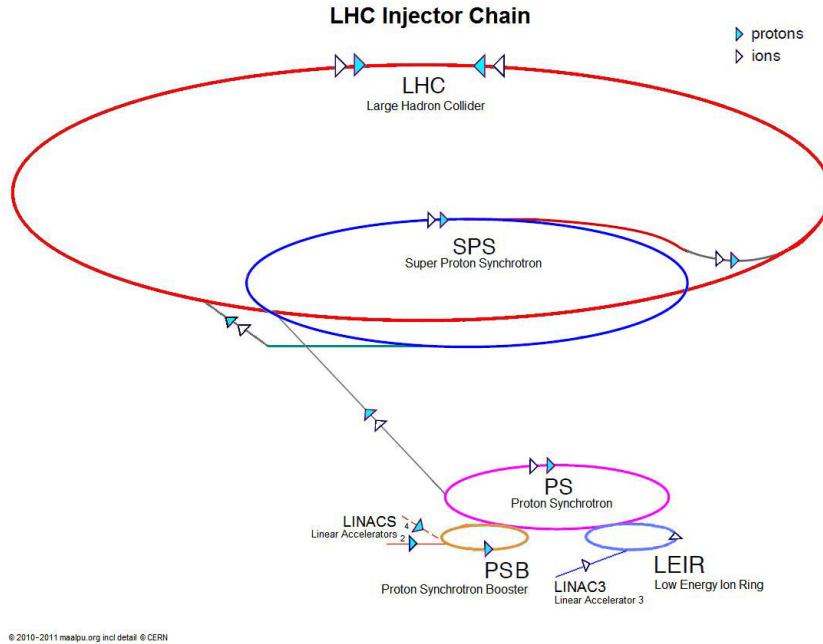 LHC Injector Chain
protons
ions
LHC
Large Hadron Collider
SPS
Super Proton Synchrotron
PS
Proton Synchrotron
LINACS
Linear Accelerators
4
2
PSB
Proton Synchrotron Booster
LINAC3
Linear Accelerator 3
LEIR
Low Energy Ion Ring
© 2010-2011 maalpu.org incl detail © CERN